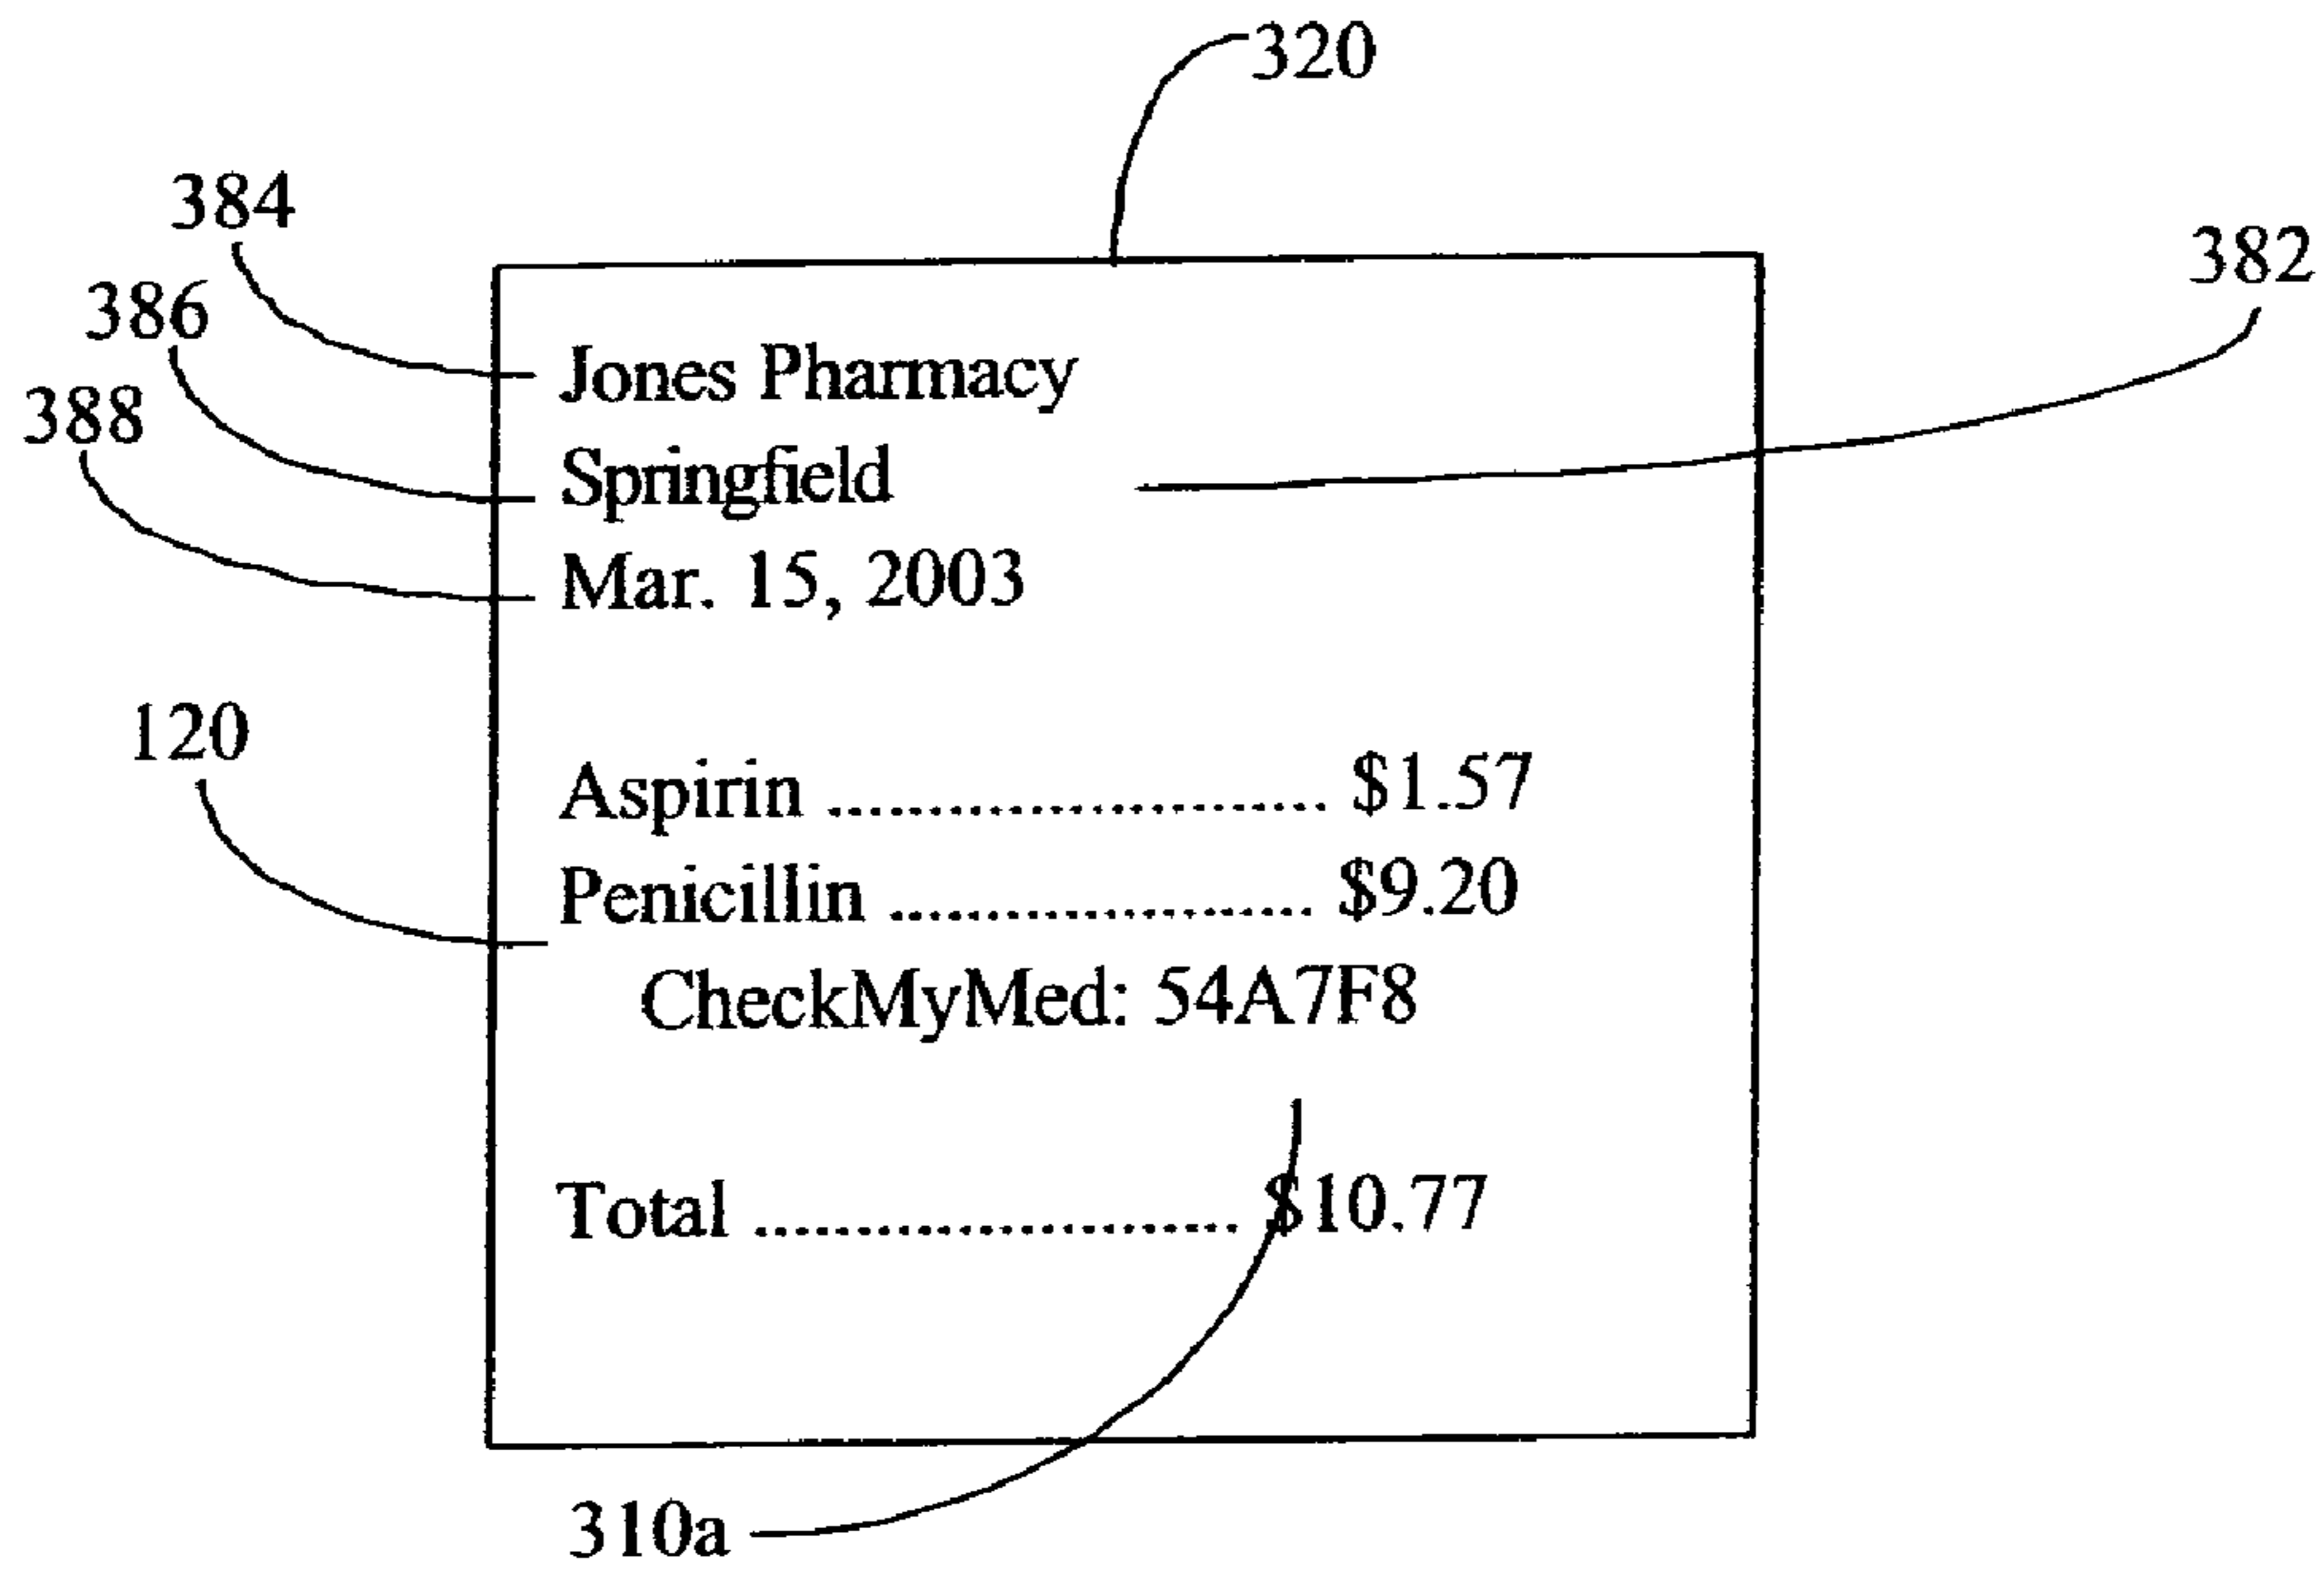 320
384
382
386
Jones Pharmacy
388
Springfield
Mar. 15, 2003
120
Aspirin ......................... $1.57
Penicillin ...................... $9.20
CheckMyMed: 54A7F8
Total ......................... $10.77
310a